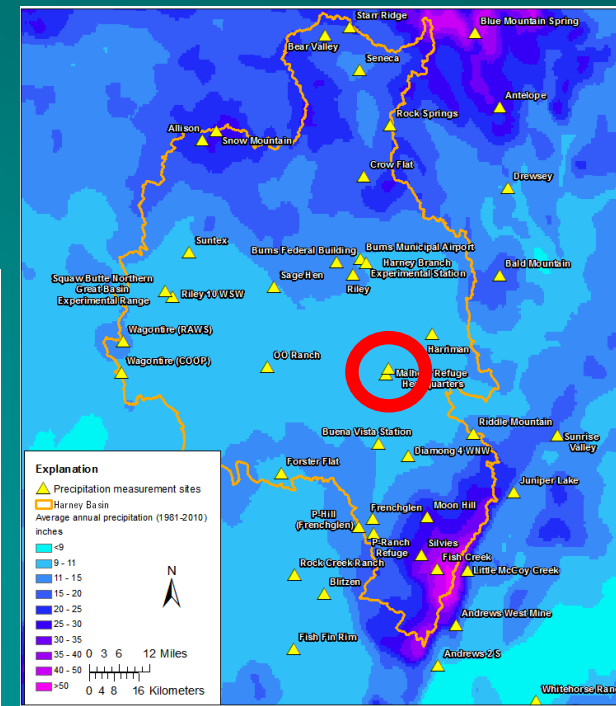 Starr Ridge
Blue Mountain Spring
Bear Valley
Seneca
Antelope
Rock Springs
Allison
Snow Mountain
Crow Flat
Drewsey
Suntex
Burns Federal Building
Burns Municipal Airport
Harney Branch
Experimental Station
Bald Mountain
Squaw Butte Northern
Great Basin
Experimental Range
Riley 10 WSW
Sage Hen
Riley
Wagontire (RAWS)
Harriman
Wagontire (COOP)
OO Ranch
Malheur Refuge
Headquarters
Buena Vista Station
Riddle Mountain
Sunrise
Valley
Diamong 4 WNW
Forster Flat
Juniper Lake
P-Hill
(Frenchglen)
Frenchglen
Moon Hill
P-Ranch
Refuge
Silvies
Fish Creek
Rock Creek Ranch
Little McCoy Creek
Blitzen
Andrews West Mine
Fish Fin Rim
Andrews 2 S
Explanation
Precipitation measurement sites
Harney Basin
Average annual precipitation (1981-2010)
inches
<9
9 - 11
11 - 15
15 - 20
20 - 25
25 - 30
30 - 35
35 - 40
40 - 50
>50
N
0 3 6 12 Miles
0 4 8 16 Kilometers